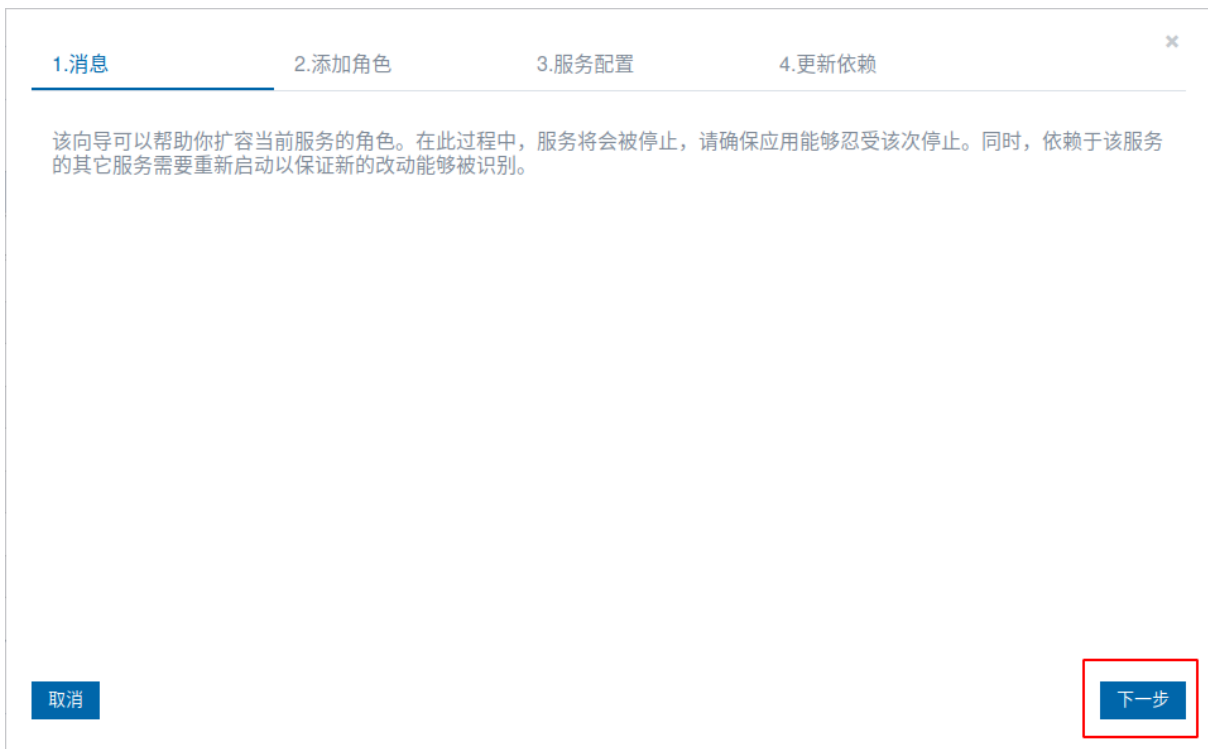 ×
1.消息 2.添加角色 3.服务配置 4.更新依赖
该向导可以帮助你扩容当前服务的角色。在此过程中，服务将会被停止，请确保应用能够忍受该次停止。同时，依赖于该服务
的其它服务需要重新启动以保证新的改动能够被识别。
取消 下一步